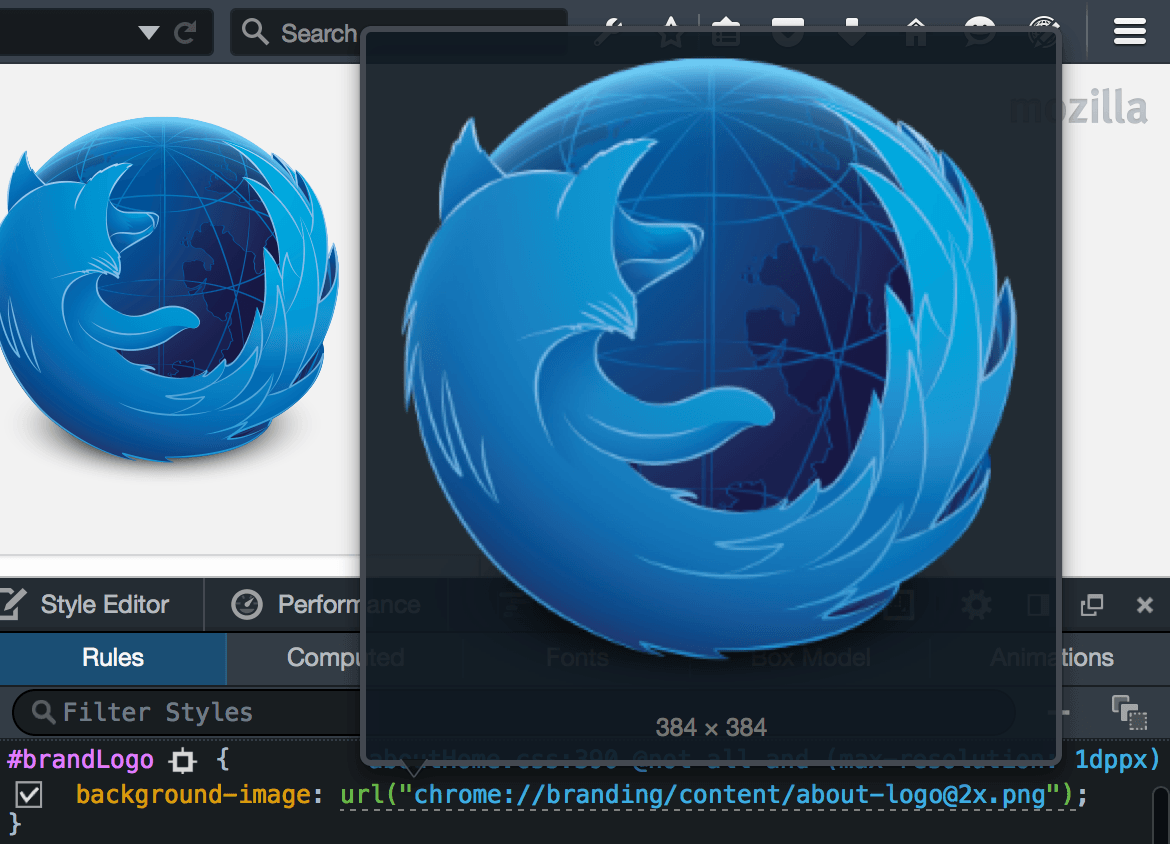 Search
mozilla
Style Editor
Performance
Rules
Computed
Fonts
Box Model
Animations
Filter Styles
384 × 384
#brandLogo {
aboutHome.css:390 @not all and (max-resolution: 1dppx)
background-image: url("chrome://branding/content/about-logo@2x.png");
}